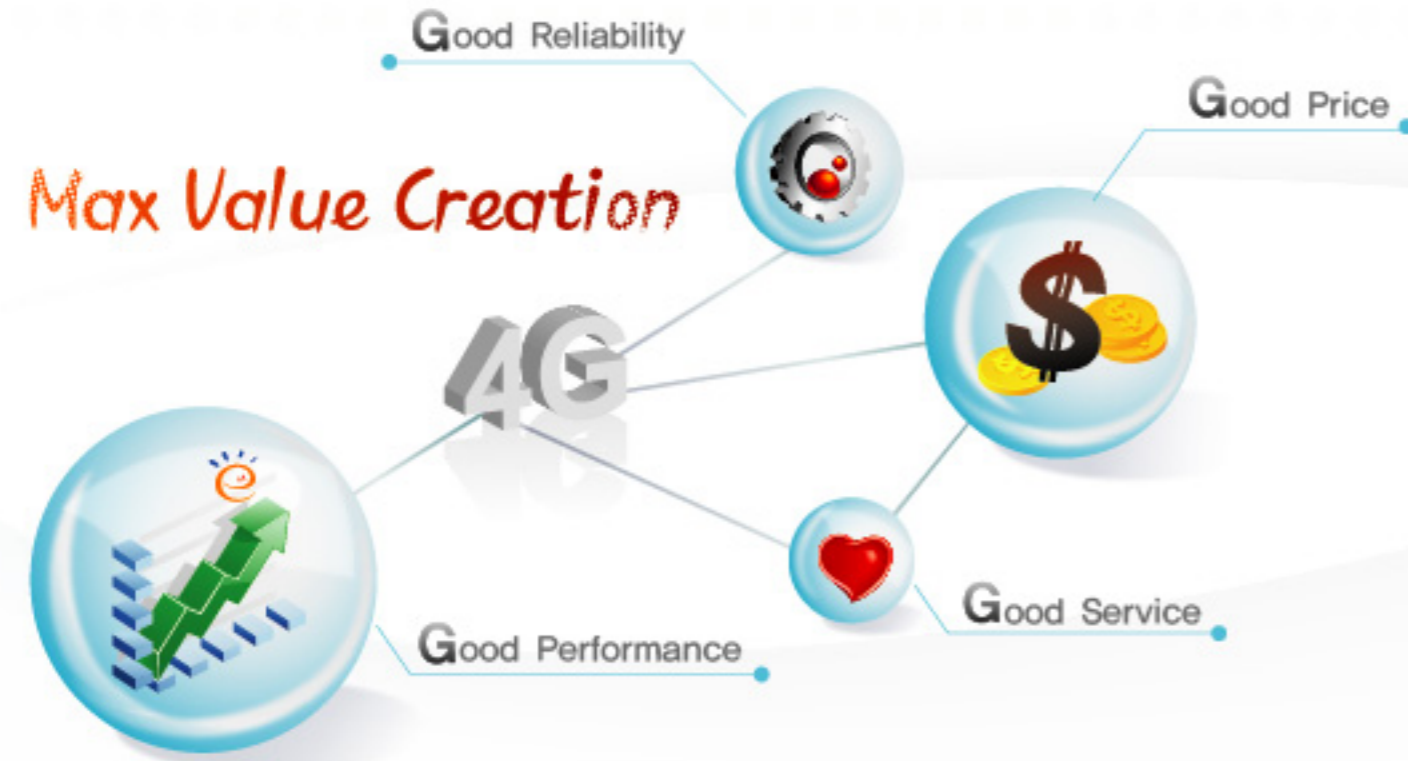 Good Reliability
Good Price
Max Value Creation
4G
Good Service
Good Performance